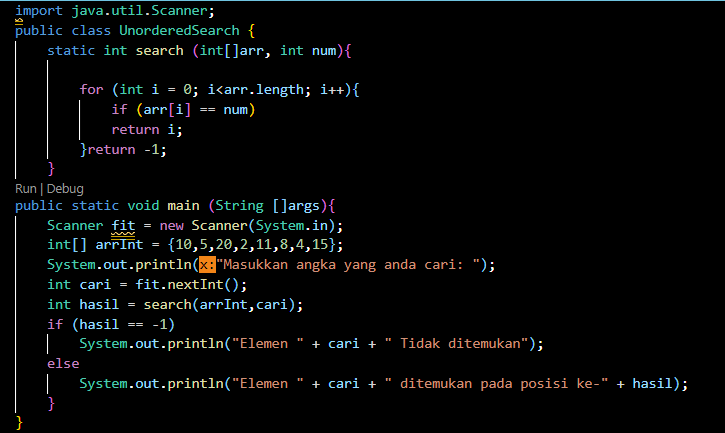 import java.util.Scanner;
public class UnorderedSearch {
    static int search (int[]arr, int num){

        for (int i = 0; i<arr.length; i++){
            if (arr[i] == num)
            return i;
        }return -1;
    }
Run | Debug
public static void main (String []args){
    Scanner fit = new Scanner(System.in);
    int[] arrInt = {10,5,20,2,11,8,4,15};
    System.out.println(x:"Masukkan angka yang anda cari: ");
    int cari = fit.nextInt();
    int hasil = search(arrInt,cari);
    if (hasil == -1)
        System.out.println("Elemen " + cari + " Tidak ditemukan");
    else
        System.out.println("Elemen " + cari + " ditemukan pada posisi ke-" + hasil);
    }
}